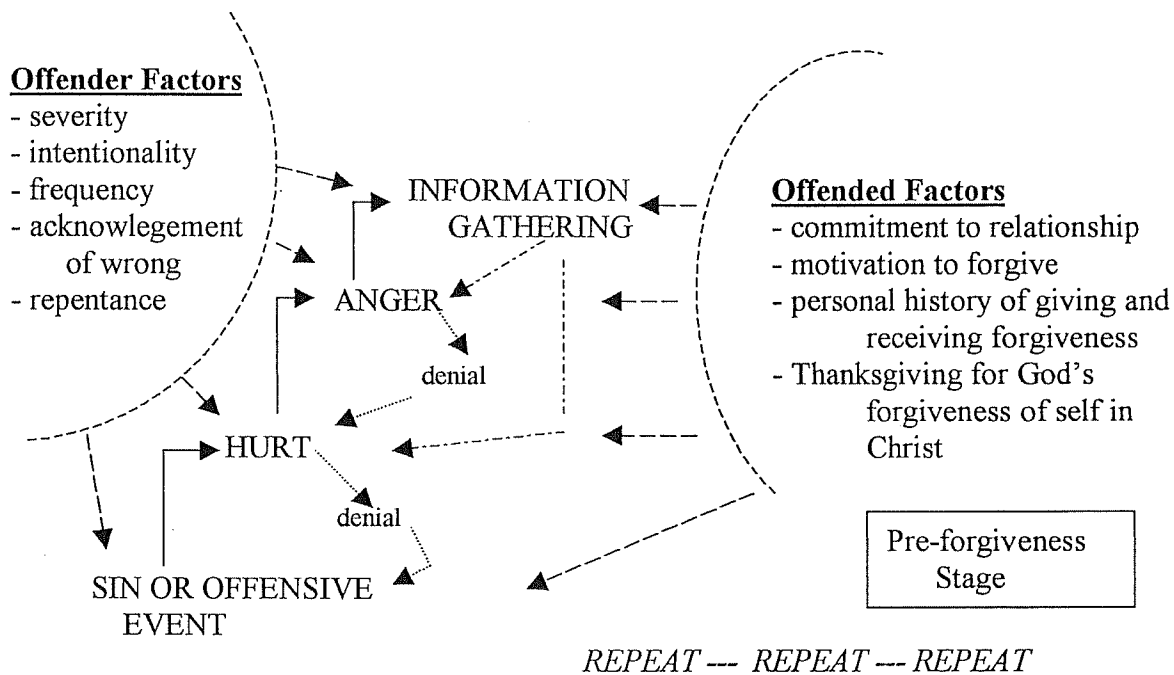 Offender Factors
- severity
- intentionality
- frequency
- acknowlegement
of wrong
- repentance
INFORMATION
GATHERING
ANGER
denial
HURT
denial
SIN OR OFFENSIVE
EVENT
Offended Factors
- commitment to relationship
- motivation to forgive
- personal history of giving and
receiving forgiveness
- Thanksgiving for God's
forgiveness of self in
Christ
Pre-forgiveness
Stage
REPEAT --- REPEAT --- REPEAT